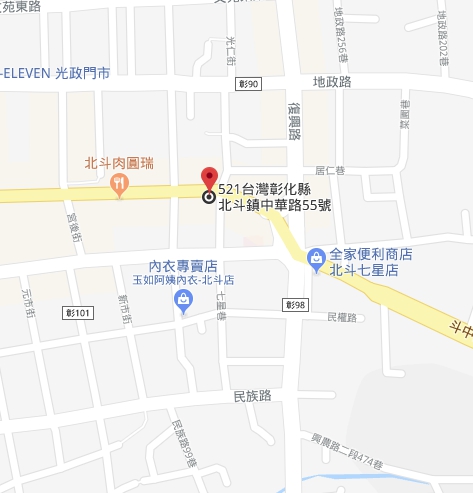 苑東路
地政路256巷
地政路202巷
光仁街
-ELEVEN 光政門市
彰90
地政路
復興路
菜園巷
北斗肉圓瑞
居仁巷
521台灣彰化縣
北斗鎮中華路55號
宮後街
全家便利商店
北斗七星店
內衣專賣店
玉如阿姨內衣-北斗店
元市街
新市街
七星巷
彰101
彰98
民權路
斗中
民族路
民族路99巷
興農路二段474巷